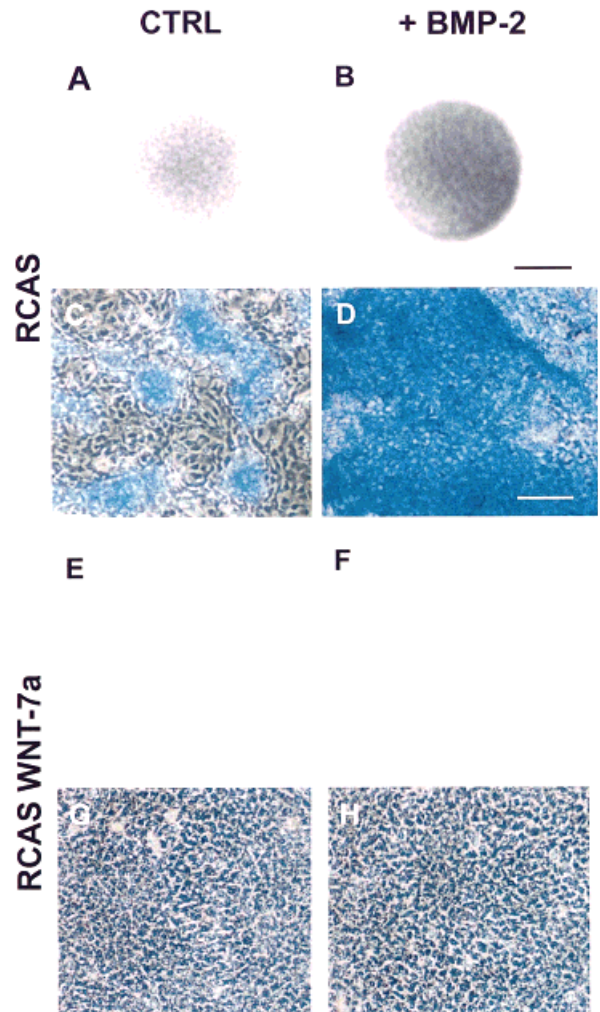 CTRL + BMP-2
A B
RCAS
C D
E F
RCAS WNT-7a
G H